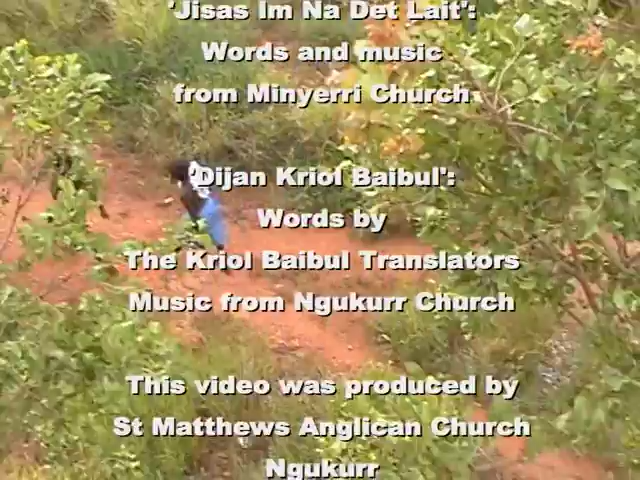 'Jisas Im Na Det Lait':
Words and music
from Minyerri Church
'Dijan Kriol Baibul':
Words by
The Kriol Baibul Translators
Music from Ngukurr Church
This video was produced by
St Matthews Anglican Church
Ngukurr